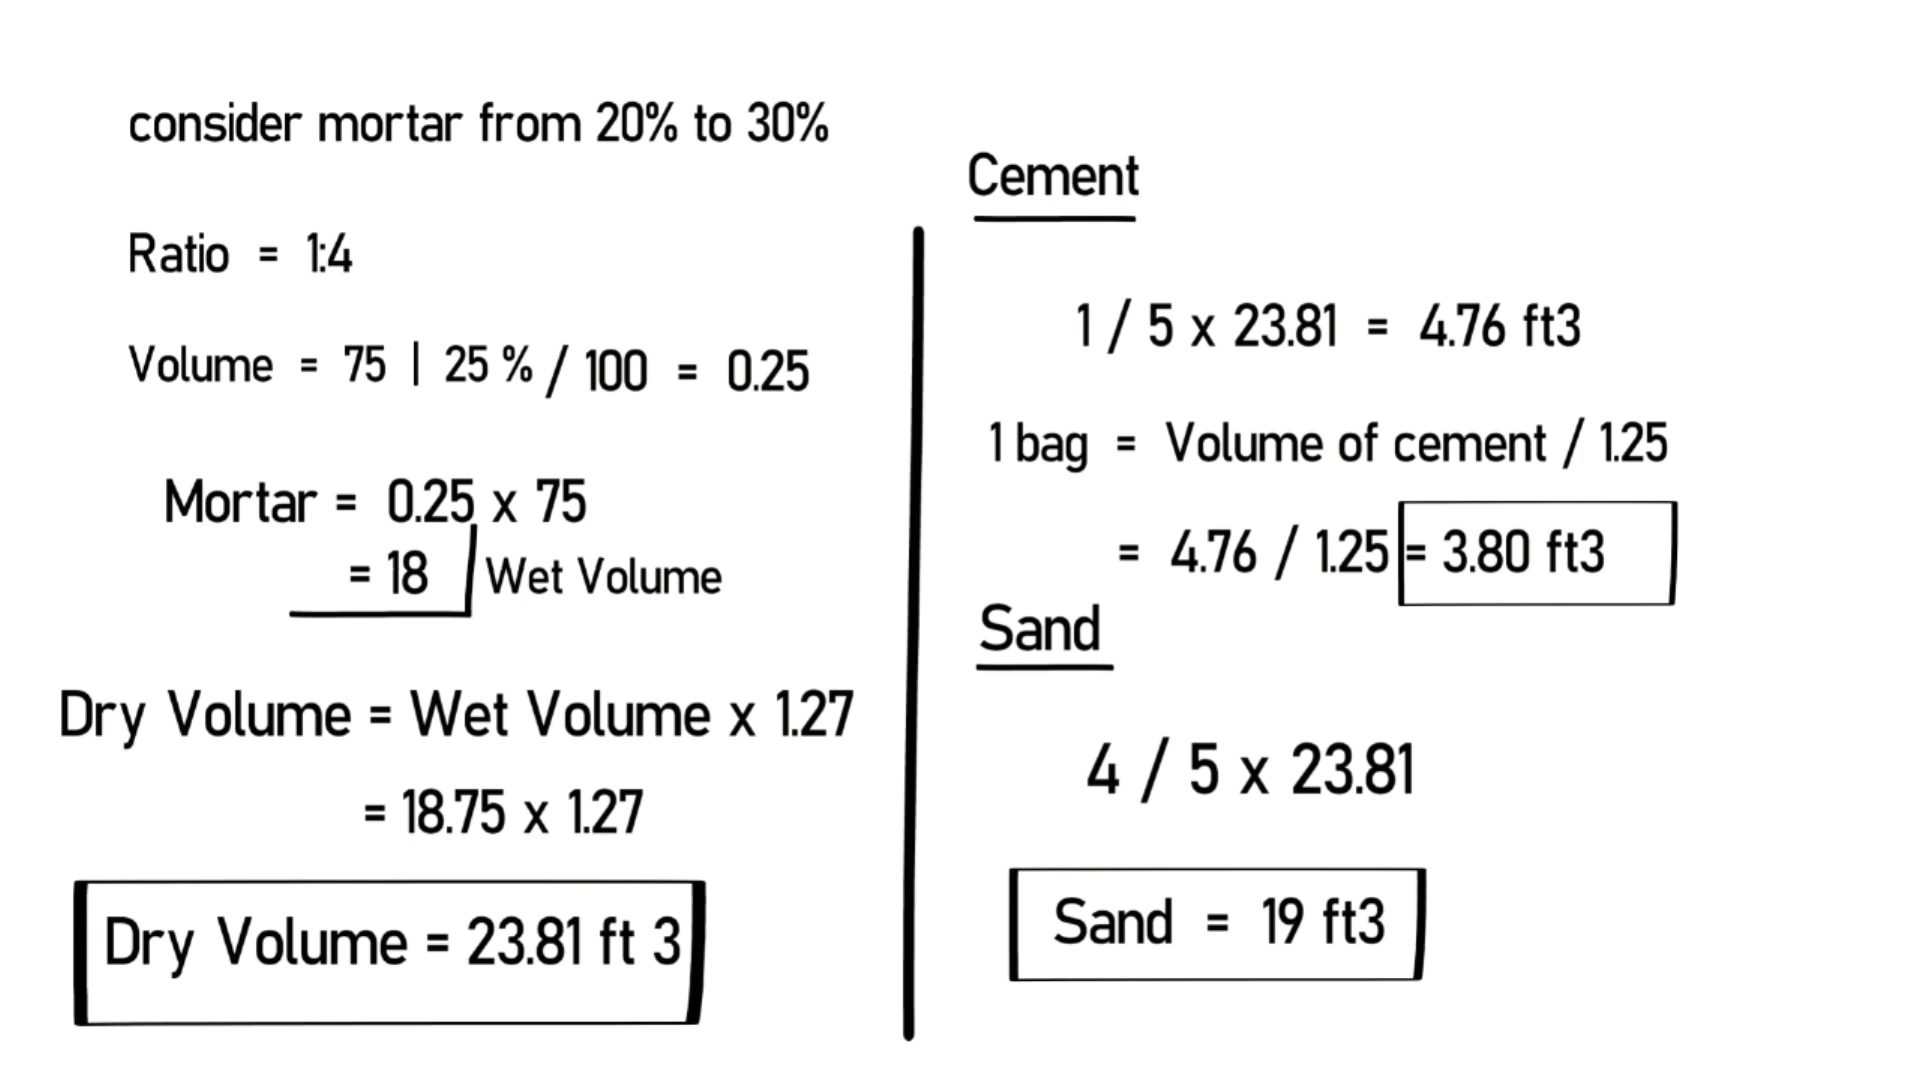 consider mortar from 20% to 30%
Ratio = 1:4
Volume = 75 | 25 % / 100 = 0.25
Mortar = 0.25 x 75
= 18
Wet Volume
Dry Volume = Wet Volume x 1.27
= 18.75 x 1.27
Dry Volume = 23.81 ft 3
Cement
1 / 5 x 23.81 = 4.76 ft3
1 bag = Volume of cement / 1.25
= 4.76 / 1.25 = 3.80 ft3
Sand
4 / 5 x 23.81
Sand = 19 ft3